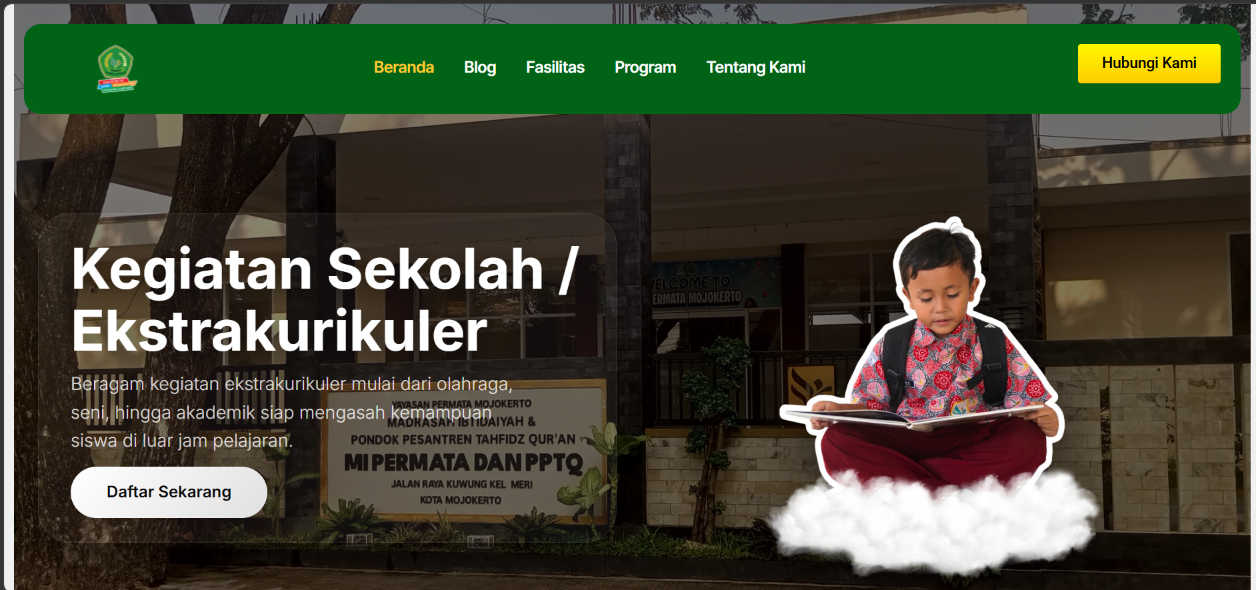 Beranda
Blog
Fasilitas
Program
Tentang Kami
Hubungi Kami
Kegiatan Sekolah /
Ekstrakurikuler
Beragam kegiatan ekstrakurikuler mulai dari olahraga,
seni, hingga akademik siap mengasah kemampuan
siswa di luar jam pelajaran.
Daftar Sekarang
YAYASAN PERMATA MOJOKERTO
MADRASAH IBTIDAIYAH &
PONDOK PESANTREN TAHFIDZ QUR'AN
MI PERMATA DAN PPTQ
JALAN RAYA KUWUNG KEL MERI
KOTA MOJOKERTO
WELCOME TO
PERMATA MOJOKERTO